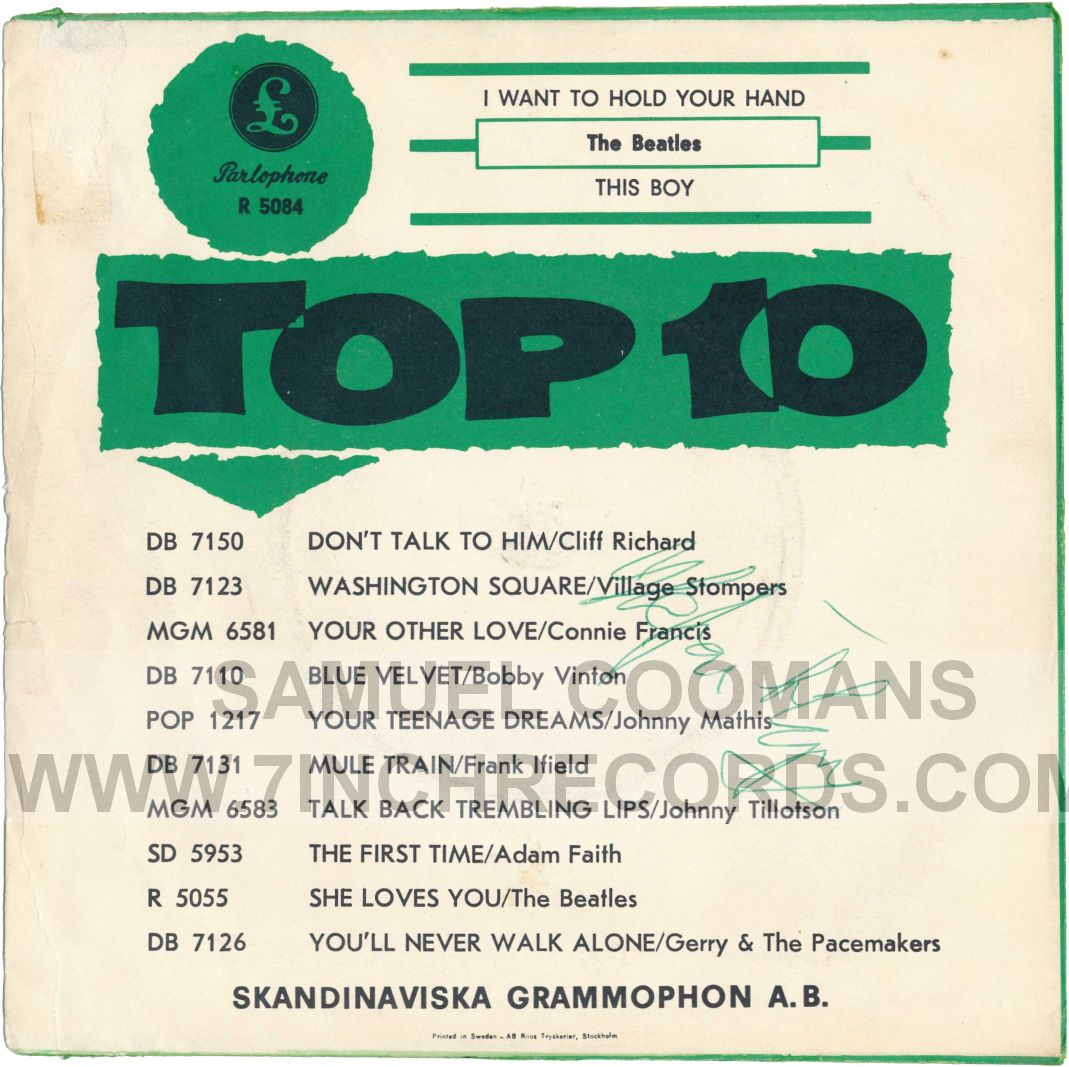 £
Parlophone
R 5084
I WANT TO HOLD YOUR HAND
The Beatles
THIS BOY
TOP 10
DB 7150 DON'T TALK TO HIM/Cliff Richard
DB 7123 WASHINGTON SQUARE/Village Stompers
MGM 6581 YOUR OTHER LOVE/Connie Francis
DB 7110 BLUE VELVET/Bobby Vinton
SAMUEL COOMANS
POP 1217 YOUR TEENAGE DREAMS/Johnny Mathis
DB 7131 MULE TRAIN/Frank Ifield
WWW.7INCHRECORDS.COM
MGM 6583 TALK BACK TREMBLING LIPS/Johnny Tillotson
SD 5953 THE FIRST TIME/Adam Faith
R 5055 SHE LOVES YOU/The Beatles
DB 7126 YOU'LL NEVER WALK ALONE/Gerry & The Pacemakers
SKANDINAVISKA GRAMMOPHON A.B.
Printed in Sweden - AB Roos Tryckerier, Stockholm